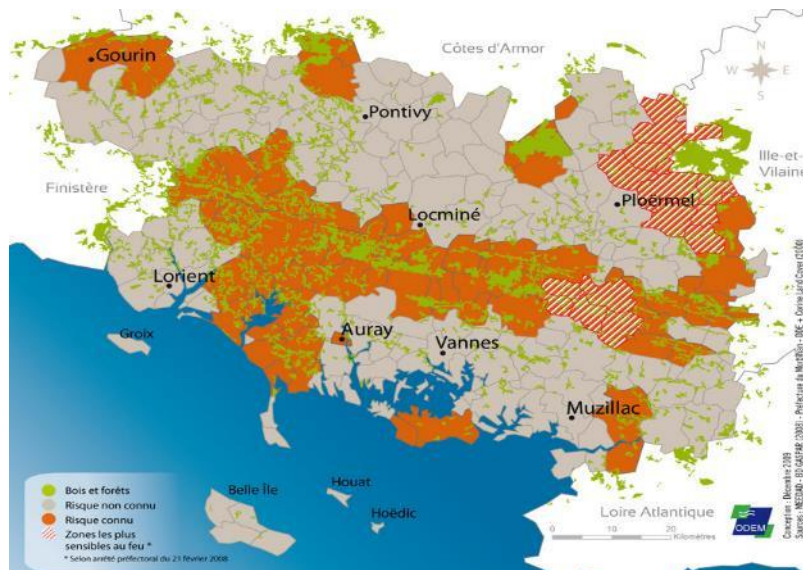 Côtes d'Armor
N
W E
S
Gourin
Pontivy
Ille-et-
Vilaine
Finistère
Ploërmel
Locminé
Lorient
Groix
Auray
Vannes
Muzillac
Belle Île
Houat
Hoëdic
Loire Atlantique
0 10 20
Kilomètres
ODEM
Bois et forêts
Risque non connu
Risque connu
Zones les plus
sensibles au feu *
* Selon arrêté préfectoral du 21 février 2008
Conception : Décembre 2009